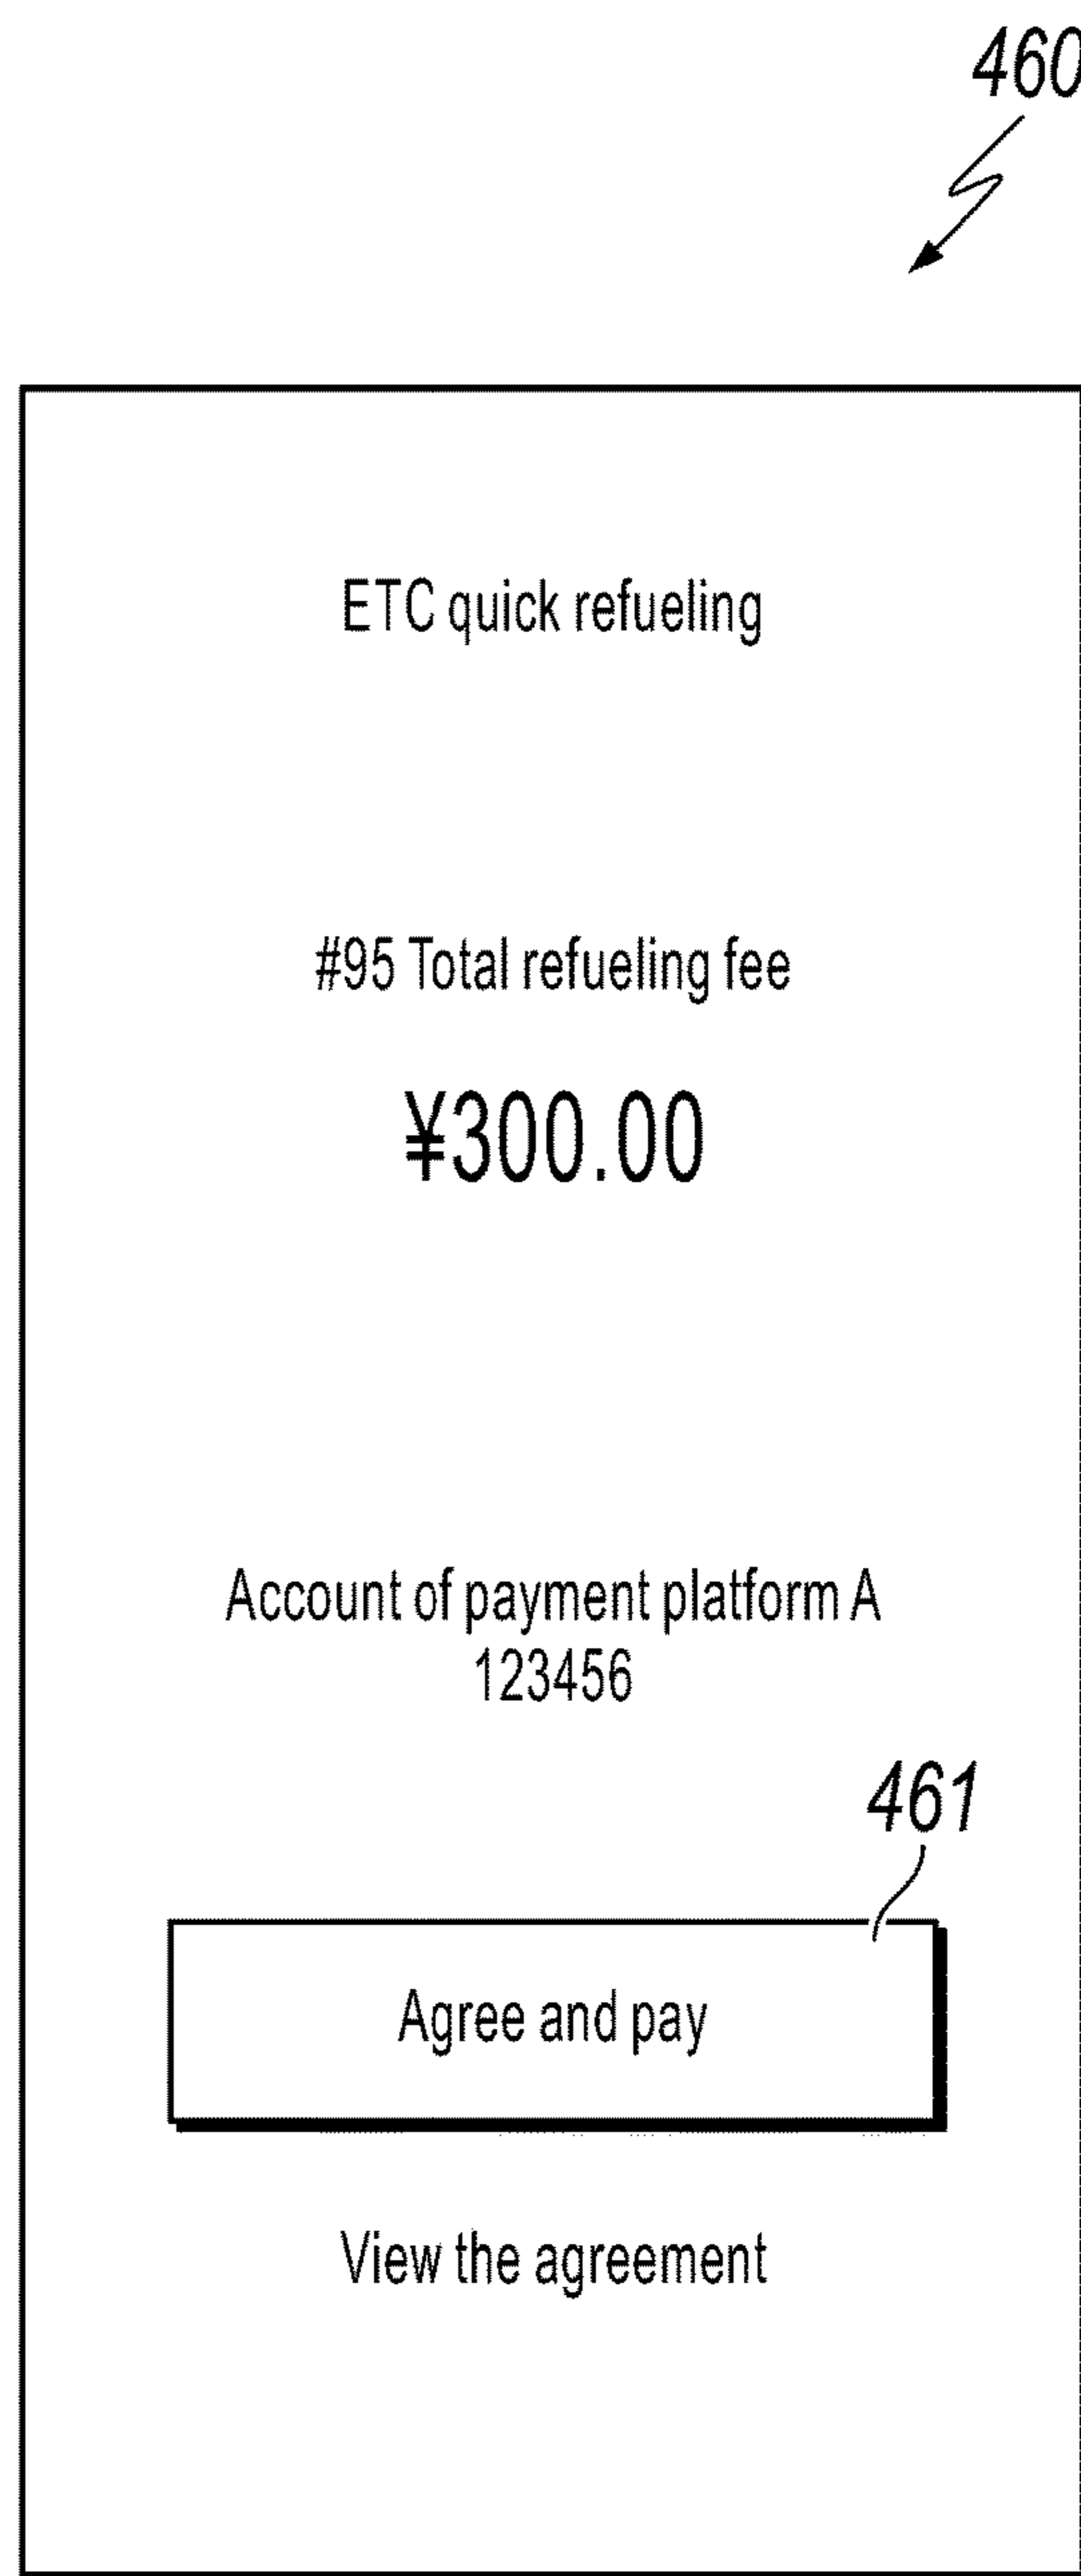 460
ETC quick refueling
#95 Total refueling fee
¥300.00
Account of payment platform A
123456
461
Agree and pay
View the agreement